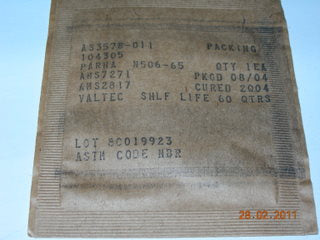 AS3578-011 PACKING
104305
PARHA N506-65 QTY 1EA
AMS7271 PKGD 08/04
AMS2817 CURED 2Q04
VALTEC SHLF LIFE 60 QTRS
LOT 80019923
ASTM CODE NBR
28.02.2011